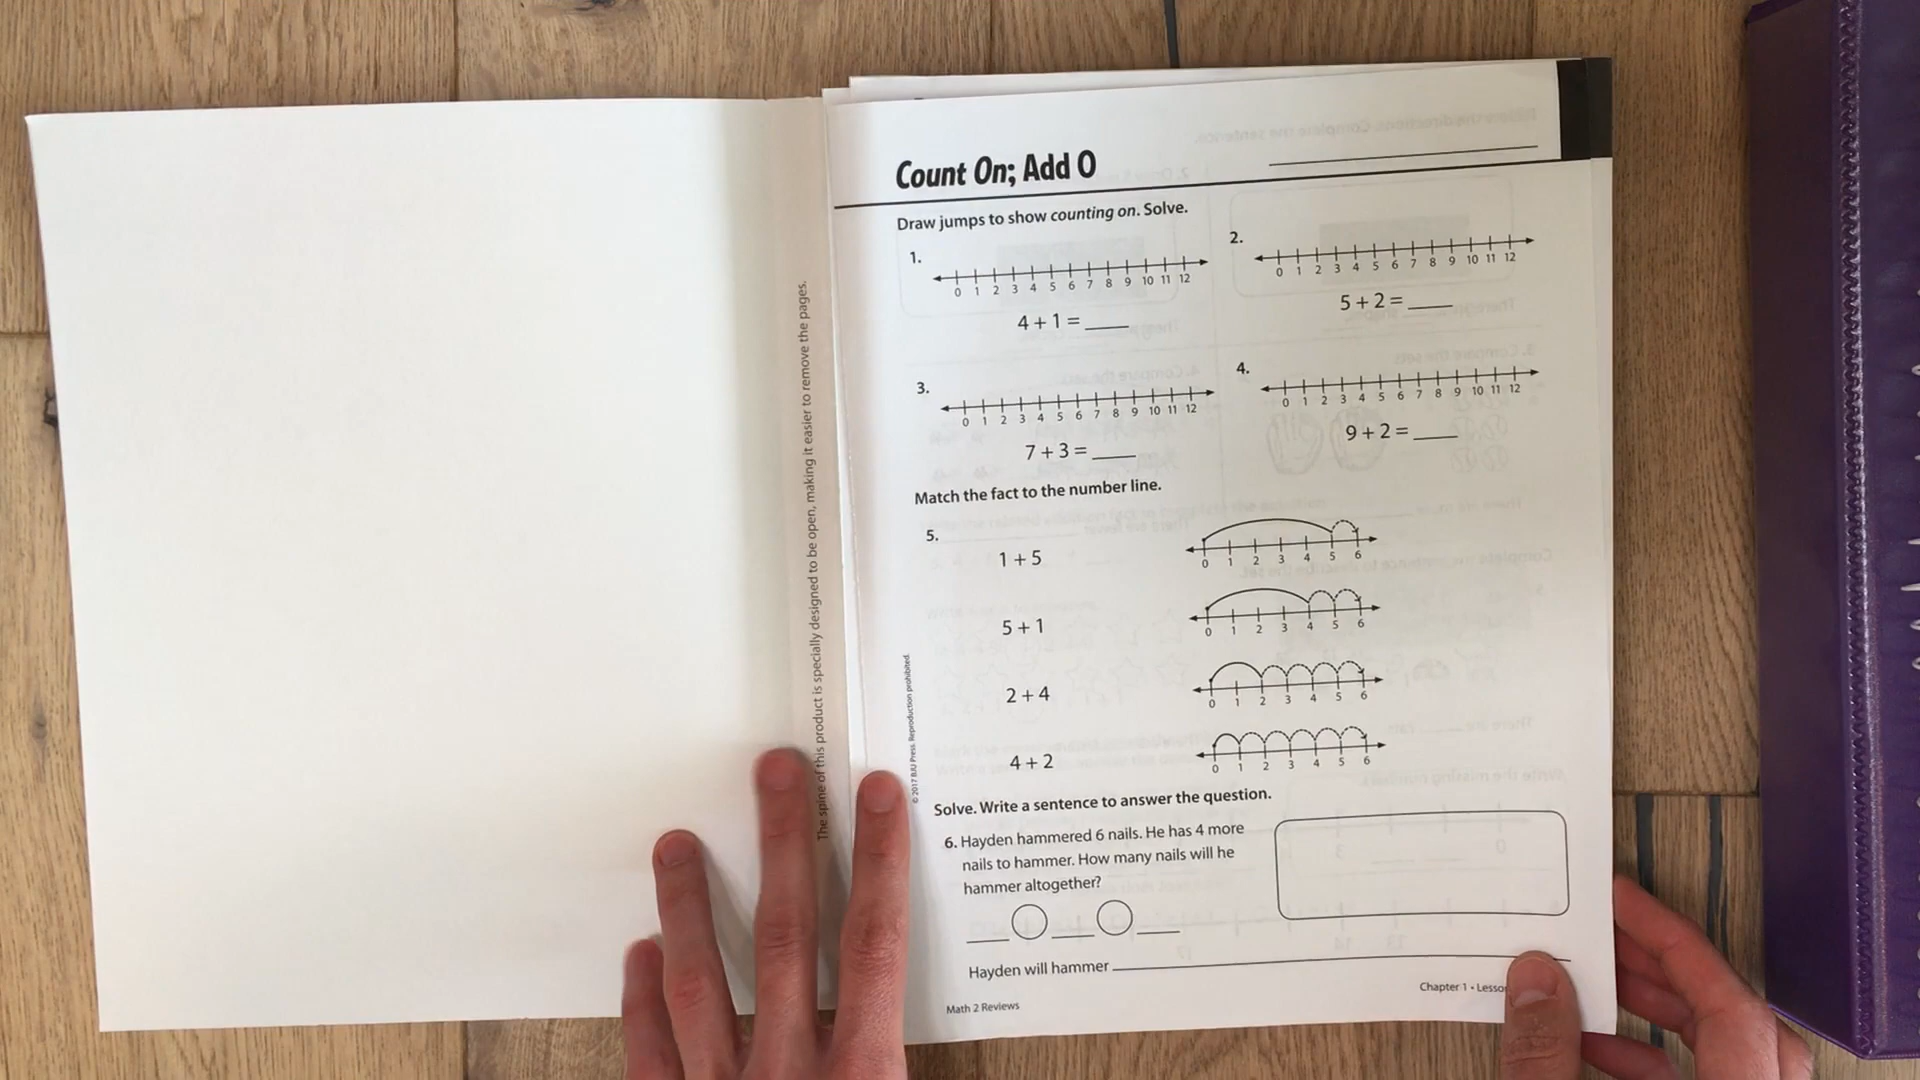 The spine of this product is specially designed to be open, making it easier to remove the pages.
© 2017 BJU Press. Reproduction prohibited.
Count On; Add 0
Draw jumps to show counting on. Solve.
1.
0 1 2 3 4 5 6 7 8 9 10 11 12
4 + 1 = ____
2.
0 1 2 3 4 5 6 7 8 9 10 11 12
5 + 2 = ____
3.
0 1 2 3 4 5 6 7 8 9 10 11 12
7 + 3 = ____
4.
0 1 2 3 4 5 6 7 8 9 10 11 12
9 + 2 = ____
Match the fact to the number line.
5.
1 + 5
0 1 2 3 4 5 6
5 + 1
0 1 2 3 4 5 6
2 + 4
0 1 2 3 4 5 6
4 + 2
0 1 2 3 4 5 6
Solve. Write a sentence to answer the question.
6. Hayden hammered 6 nails. He has 4 more
nails to hammer. How many nails will he
hammer altogether?
Hayden will hammer
Math 2 Reviews
Chapter 1 •